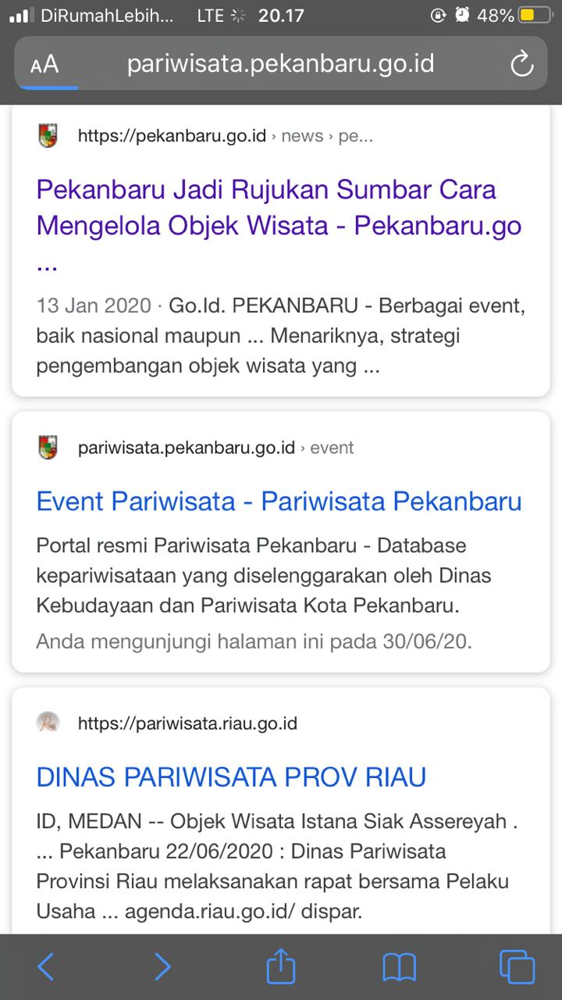 DiRumahLebih... LTE 20.17 48%
AA pariwisata.pekanbaru.go.id
https://pekanbaru.go.id › news › pe...
Pekanbaru Jadi Rujukan Sumbar Cara
Mengelola Objek Wisata - Pekanbaru.go
...
13 Jan 2020 · Go.Id. PEKANBARU - Berbagai event,
baik nasional maupun ... Menariknya, strategi
pengembangan objek wisata yang ...
pariwisata.pekanbaru.go.id › event
Event Pariwisata - Pariwisata Pekanbaru
Portal resmi Pariwisata Pekanbaru - Database
kepariwisataan yang diselenggarakan oleh Dinas
Kebudayaan dan Pariwisata Kota Pekanbaru.
Anda mengunjungi halaman ini pada 30/06/20.
https://pariwisata.riau.go.id
DINAS PARIWISATA PROV RIAU
ID, MEDAN -- Objek Wisata Istana Siak Assereyah .
... Pekanbaru 22/06/2020 : Dinas Pariwisata
Provinsi Riau melaksanakan rapat bersama Pelaku
Usaha ... agenda.riau.go.id/ dispar.